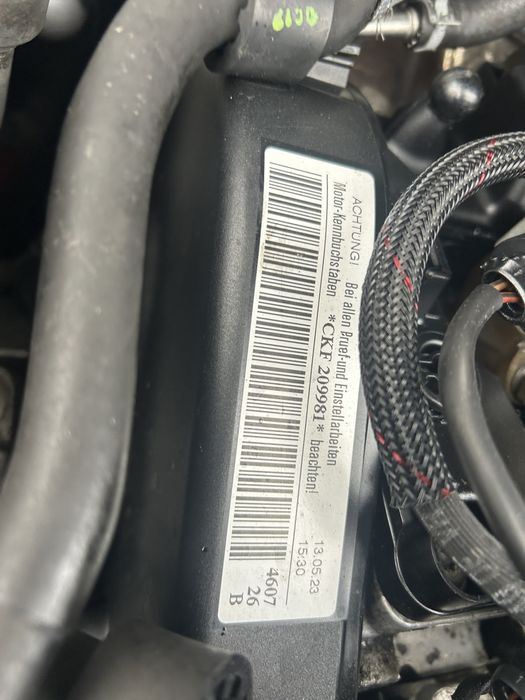 ACHTUNG! Bei allen Pruef-und Einstellarbeiten
Motor-Kennbuchstaben *CKF 209981* beachten!
13.05.23
15:30
4607
26
B